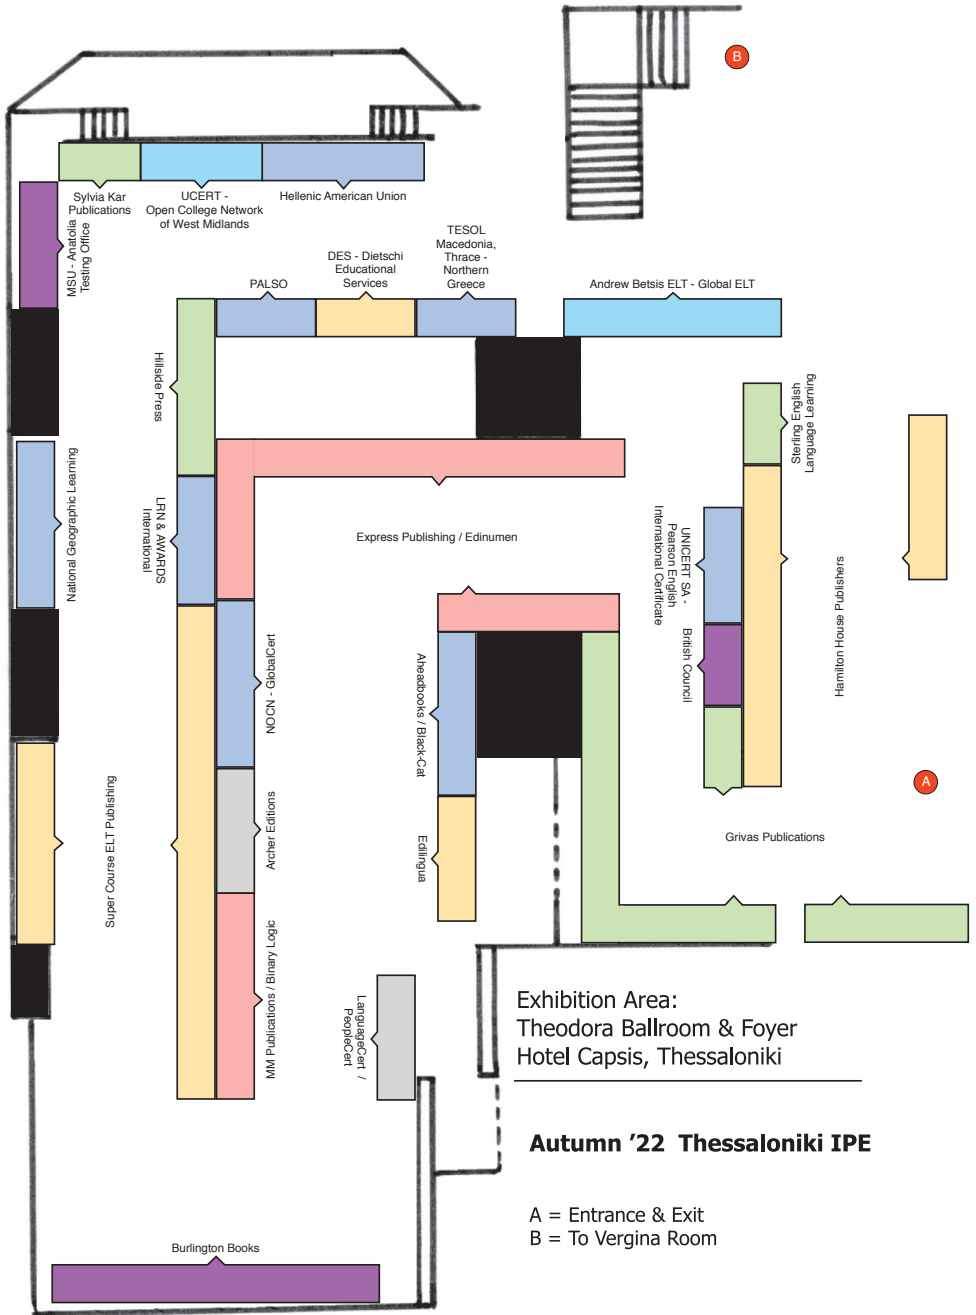 B
Sylvia Kar
Publications
UCERT -
Open College Network
of West Midlands
Hellenic American Union
MSU - Anatolia
Testing Office
PALSO
DES - Dietschi
Educational
Services
TESOL
Macedonia,
Thrace -
Northern
Greece
Andrew Betsis ELT - Global ELT
Hillside Press
Sterling English
Language Learning
National Geographic Learning
LRN & AWARDS
International
Express Publishing / Edinumen
UNICERT SA -
Pearson English
International Certificate
British Council
Hamilton House Publishers
NOCN - GlobalCert
Aheadbooks / Black-Cat
Super Course ELT Publishing
Archer Editions
Edilingua
A
Grivas Publications
MM Publications / Binary Logic
LanguageCert /
PeopleCert
Exhibition Area:
Theodora Ballroom & Foyer
Hotel Capsis, Thessaloniki
Autumn ’22 Thessaloniki IPE
A = Entrance & Exit
B = To Vergina Room
Burlington Books